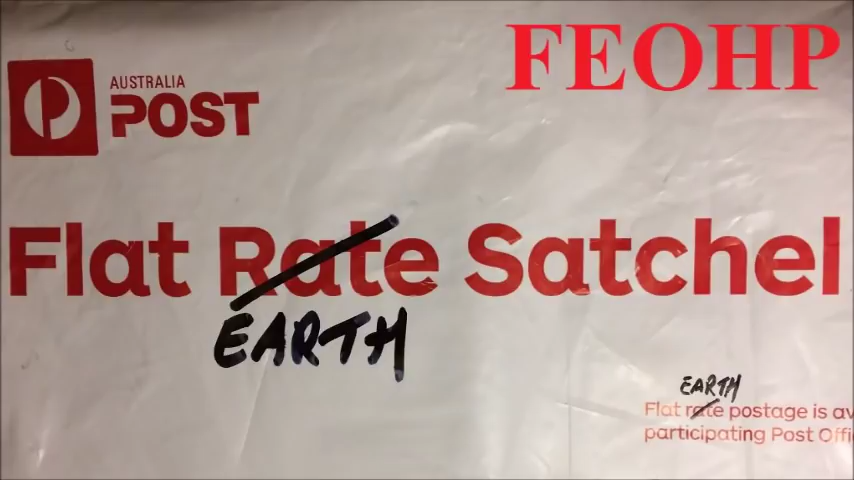 FEOHP
AUSTRALIA
POST
Flat Rate Satchel
EARTH
EARTH
Flat rate postage is av
participating Post Offi